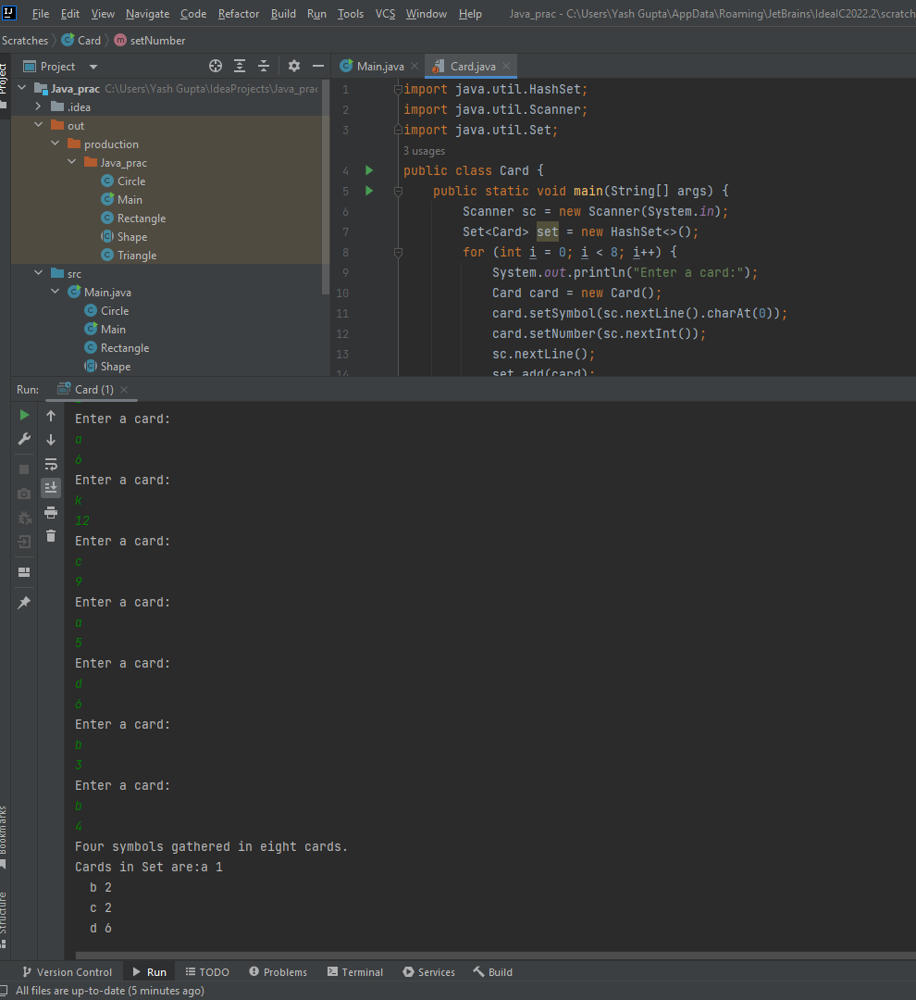 File Edit View Navigate Code Refactor Build Run Tools VCS Window Help Java_prac - C:\Users\Yash Gupta\AppData\Roaming\JetBrains\IdeaIC2022.2\scratch
Scratches Card setNumber
Project
Project
Java_prac C:\Users\Yash Gupta\IdeaProjects\Java_prac
.idea
out
production
Java_prac
Circle
Main
Rectangle
Shape
Triangle
src
Main.java
Circle
Main
Rectangle
Shape
Main.java Card.java
1 import java.util.HashSet;
2 import java.util.Scanner;
3 import java.util.Set;
3 usages
4 public class Card {
5 public static void main(String[] args) {
6 Scanner sc = new Scanner(System.in);
7 Set<Card> set = new HashSet<>();
8 for (int i = 0; i < 8; i++) {
9 System.out.println("Enter a card:");
10 Card card = new Card();
11 card.setSymbol(sc.nextLine().charAt(0));
12 card.setNumber(sc.nextInt());
13 sc.nextLine();
14 set.add(card);
Run: Card (1)
Enter a card:
a
6
Enter a card:
k
12
Enter a card:
c
9
Enter a card:
a
5
Enter a card:
d
6
Enter a card:
b
3
Enter a card:
b
4
Four symbols gathered in eight cards.
Cards in Set are:a 1
b 2
c 2
d 6
Bookmarks
Structure
Version Control Run TODO Problems Terminal Services Build
All files are up-to-date (5 minutes ago)